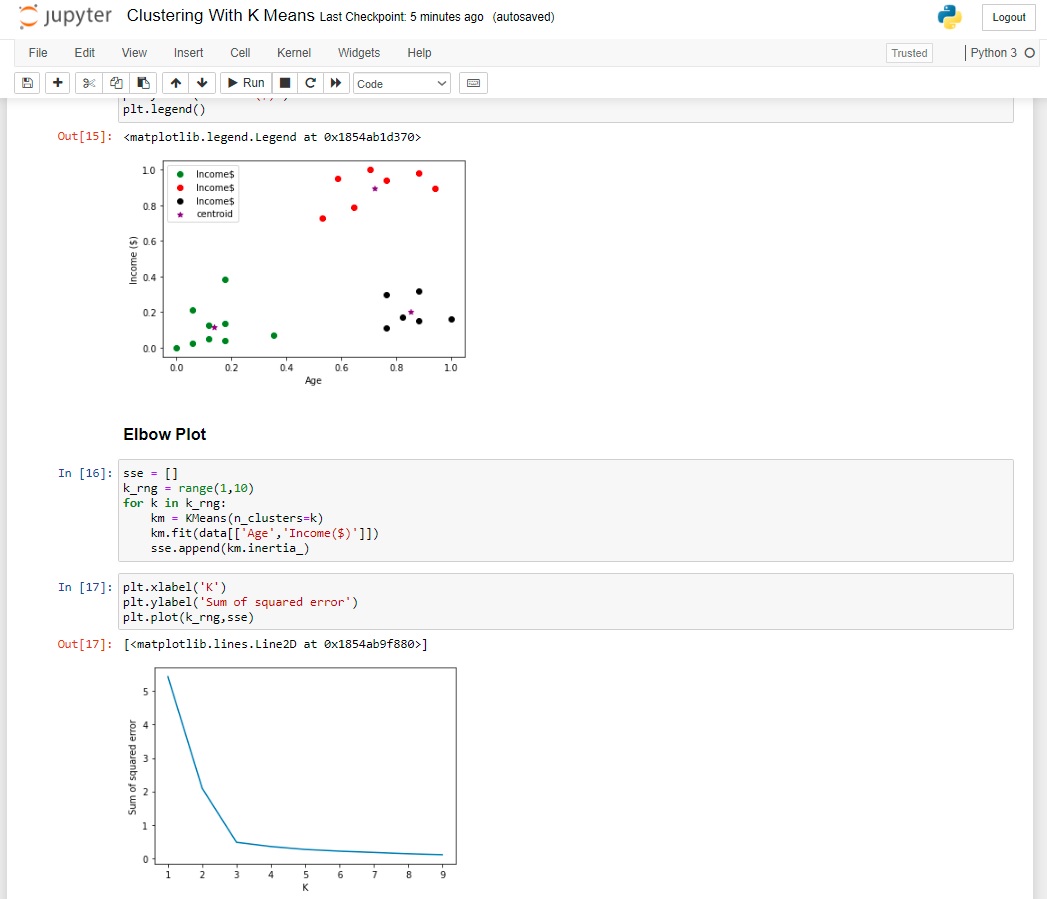 jupyter Clustering With K Means Last Checkpoint: 5 minutes ago (autosaved) Logout
File Edit View Insert Cell Kernel Widgets Help Trusted Python 3
Run Code
plt.legend()
Out[15]: <matplotlib.legend.Legend at 0x1854ab1d370>
Income$
Income$
Income$
centroid
1.0
0.8
0.6
0.4
0.2
0.0
Income ($)
0.0 0.2 0.4 0.6 0.8 1.0
Age
Elbow Plot
In [16]: sse = []
k_rng = range(1,10)
for k in k_rng:
    km = KMeans(n_clusters=k)
    km.fit(data[['Age','Income($)']])
    sse.append(km.inertia_)
In [17]: plt.xlabel('K')
plt.ylabel('Sum of squared error')
plt.plot(k_rng,sse)
Out[17]: [<matplotlib.lines.Line2D at 0x1854ab9f880>]
5
4
3
2
1
0
Sum of squared error
1 2 3 4 5 6 7 8 9
K